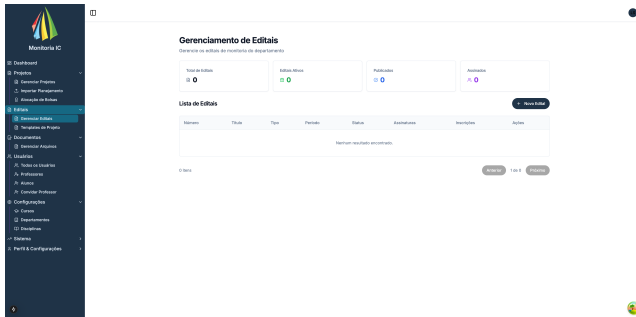 Monitoria IC
Dashboard
Projetos
Gerenciar Projetos
Importar Planejamento
Alocação de Bolsas
Editais
Gerenciar Editais
Templates de Projeto
Documentos
Gerenciar Arquivos
Usuários
Todos os Usuários
Professores
Alunos
Convidar Professor
Configurações
Cursos
Departamentos
Disciplinas
Sistema
Perfil & Configurações
Gerenciamento de Editais
Gerencie os editais de monitoria do departamento
Total de Editais
0
Editais Ativos
0
Publicados
0
Assinados
0
Lista de Editais
+ Novo Edital
Número Título Tipo Período Status Assinaturas Inscrições Ações
Nenhum resultado encontrado.
0 itens
Anterior 1 de 0 Próximo